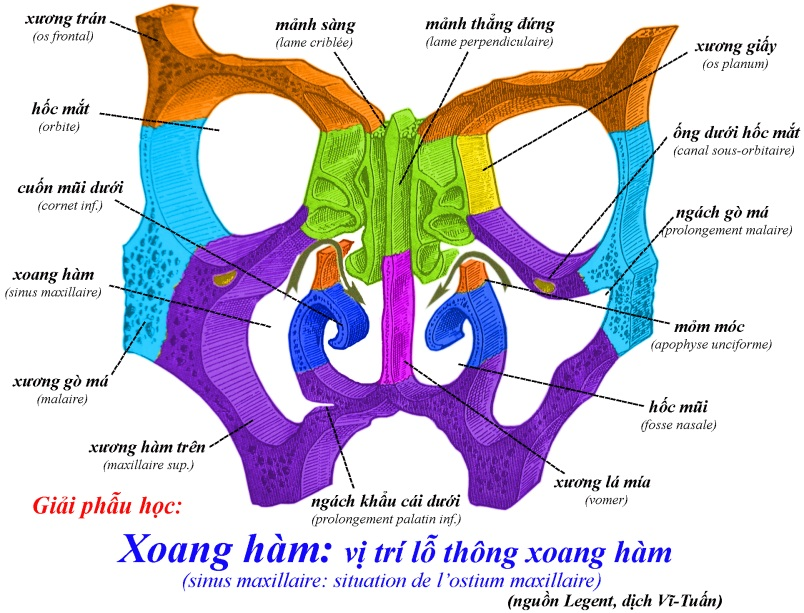 xương trán
(os frontal)
mảnh sàng
(lame criblée)
mảnh thẳng đứng
(lame perpendiculaire)
xương giấy
(os planum)
hốc mắt
(orbite)
ống dưới hốc mắt
(canal sous-orbitaire)
cuốn mũi dưới
(cornet inf.)
ngách gò má
(prolongement malaire)
xoang hàm
(sinus maxillaire)
mỏm móc
(apophyse unciforme)
xương gò má
(malaire)
hốc mũi
(fosse nasale)
xương hàm trên
(maxillaire sup.)
xương lá mía
(vomer)
ngách khẩu cái dưới
(prolongement palatin inf.)
Giải phẫu học:
Xoang hàm: vị trí lỗ thông xoang hàm
(sinus maxillaire: situation de l'ostium maxillaire)
(nguồn Legent, dịch Vĩ-Tuấn)